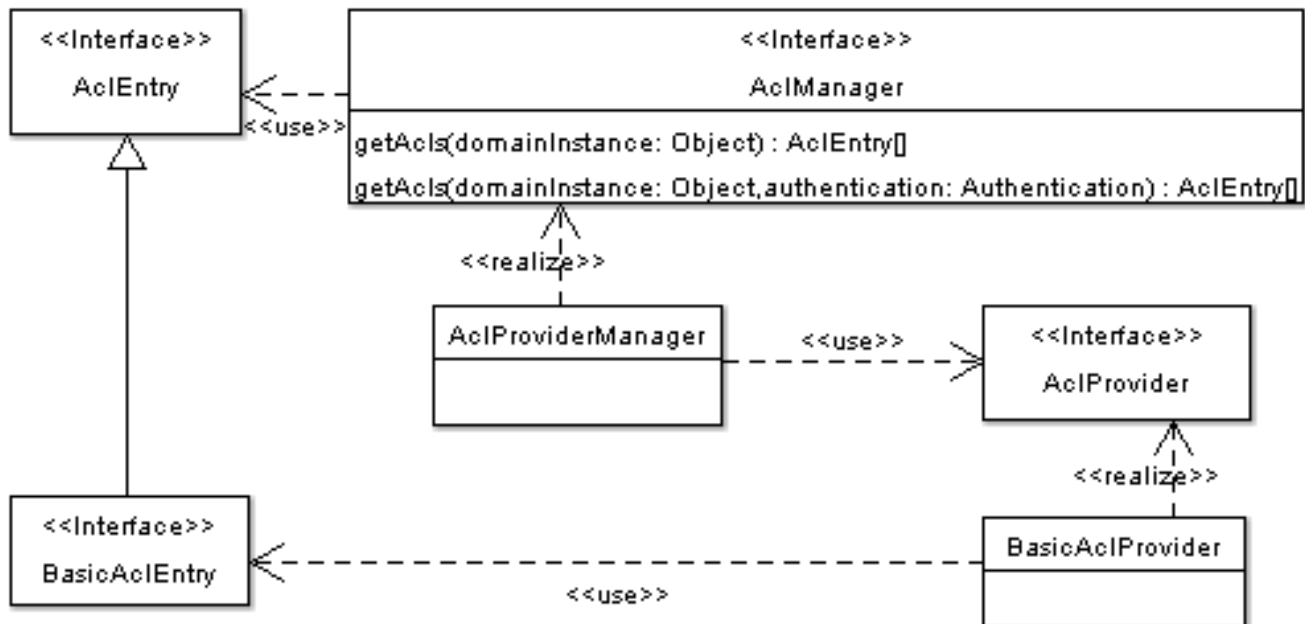 <<Interface>>
AclEntry
<<Interface>>
AclManager
<<use>>
getAcls(domainInstance: Object) : AclEntry[]
getAcls(domainInstance: Object,authentication: Authentication) : AclEntry[]
<<realize>>
AclProviderManager
<<use>>
<<Interface>>
AclProvider
<<realize>>
<<Interface>>
BasicAclEntry
BasicAclProvider
<<use>>